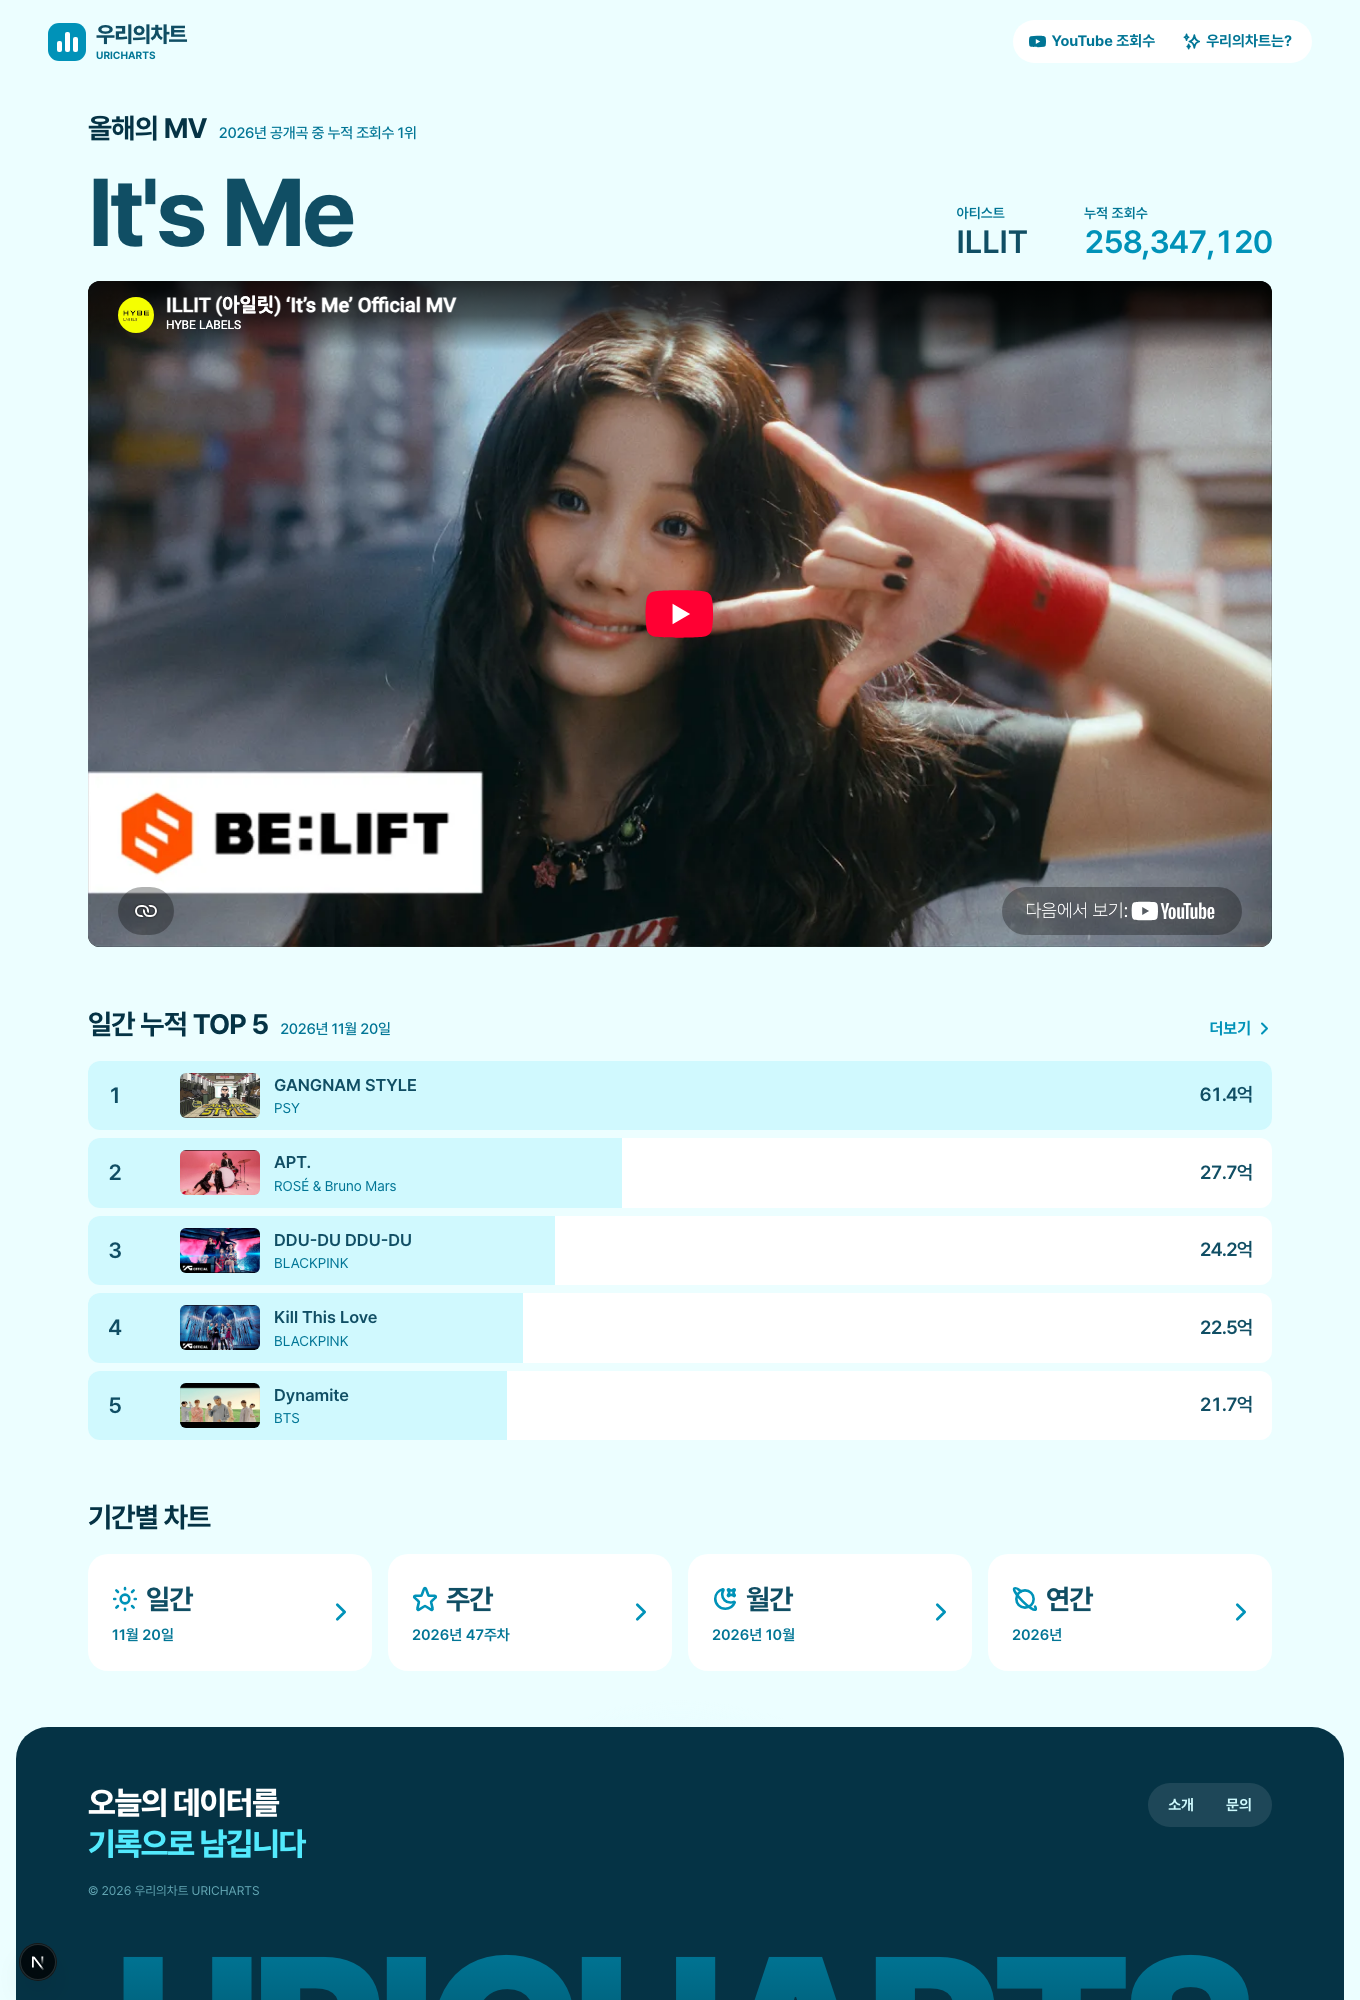 우리의차트
URICHARTS
YouTube 조회수
우리의차트는?
올해의 MV 2026년 공개곡 중 누적 조회수 1위
It's Me
아티스트
ILLIT
누적 조회수
258,347,120
HYBE
LABELS
ILLIT (아일릿) ‘It’s Me’ Official MV
HYBE LABELS
BE:LIFT
다음에서 보기: YouTube
일간 누적 TOP 5 2026년 11월 20일
더보기
1
GANGNAM STYLE
PSY
61.4억
2
APT.
ROSÉ & Bruno Mars
27.7억
3
DDU-DU DDU-DU
BLACKPINK
24.2억
4
Kill This Love
BLACKPINK
22.5억
5
Dynamite
BTS
21.7억
기간별 차트
일간
11월 20일
주간
2026년 47주차
월간
2026년 10월
연간
2026년
오늘의 데이터를
기록으로 남깁니다
소개
문의
© 2026 우리의차트 URICHARTS
N
URICHARTS